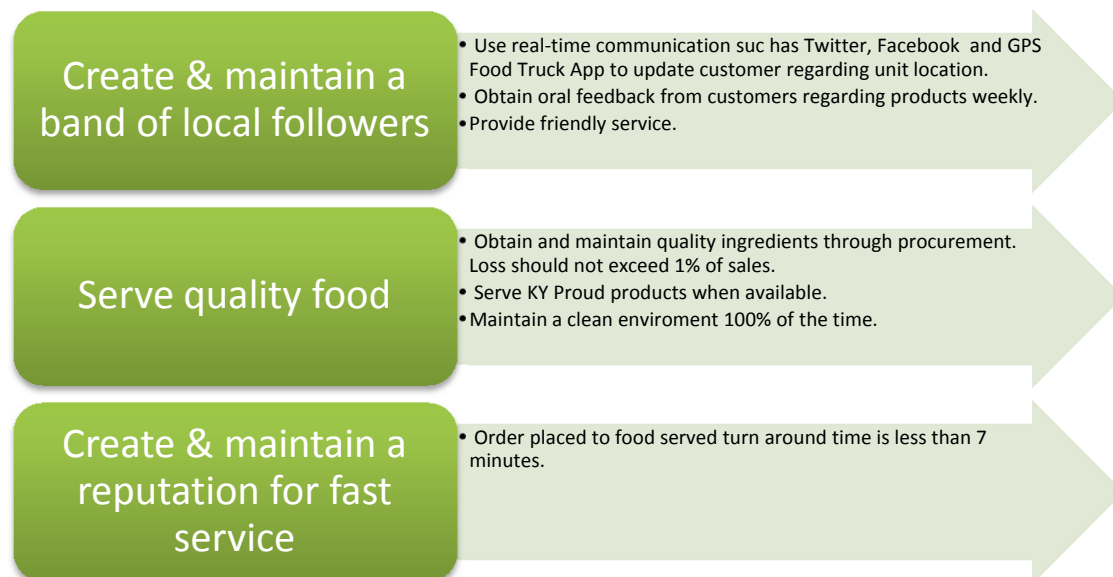 Create & maintain a
band of local followers
• Use real-time communication suc has Twitter, Facebook and GPS
Food Truck App to update customer regarding unit location.
• Obtain oral feedback from customers regarding products weekly.
• Provide friendly service.
Serve quality food
• Obtain and maintain quality ingredients through procurement.
Loss should not exceed 1% of sales.
• Serve KY Proud products when available.
• Maintain a clean enviroment 100% of the time.
Create & maintain a
reputation for fast
service
• Order placed to food served turn around time is less than 7
minutes.